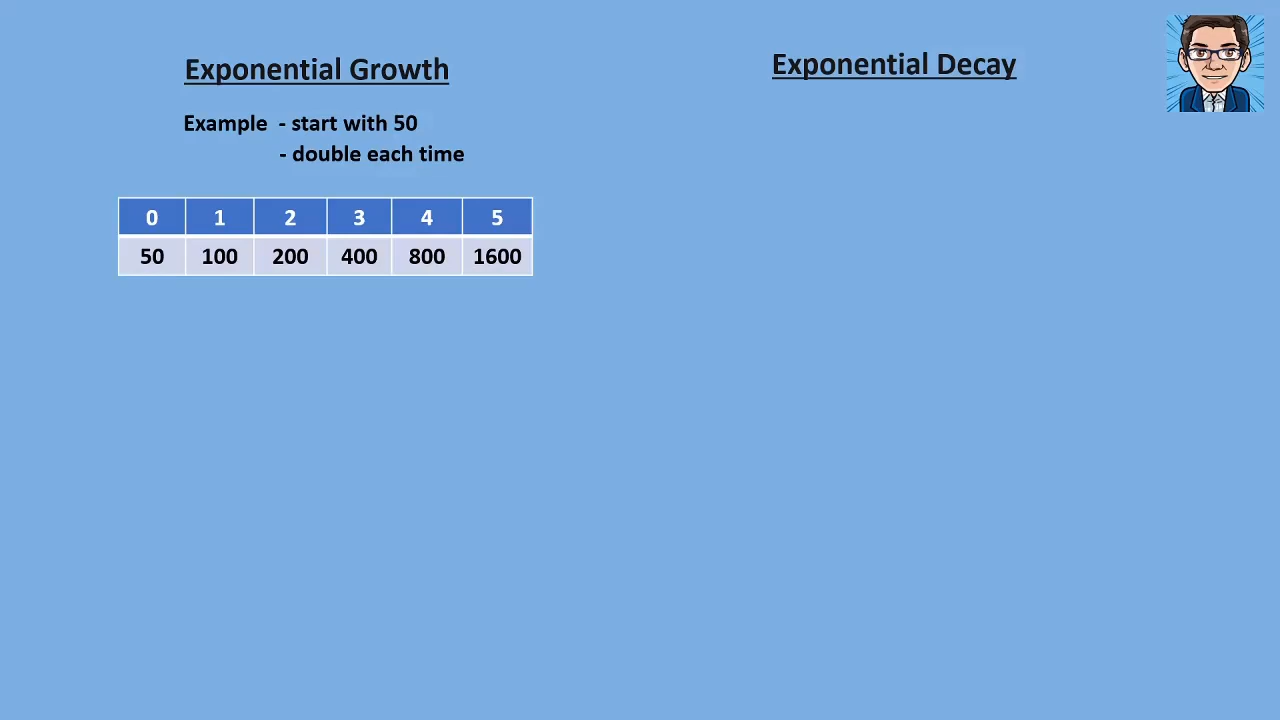 Exponential Growth
Example - start with 50
- double each time
0 1 2 3 4 5
50 100 200 400 800 1600
Exponential Decay